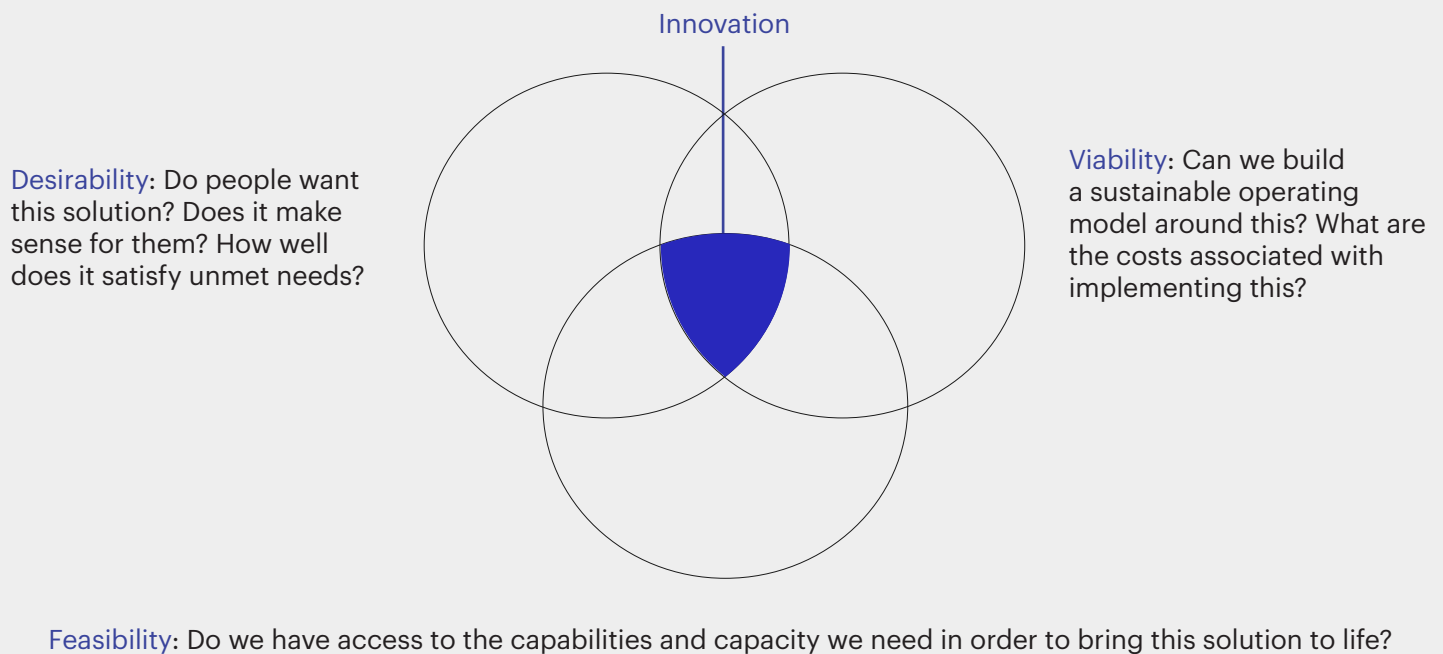 Innovation
Desirability: Do people want
this solution? Does it make
sense for them? How well
does it satisfy unmet needs?
Viability: Can we build
a sustainable operating
model around this? What are
the costs associated with
implementing this?
Feasibility: Do we have access to the capabilities and capacity we need in order to bring this solution to life?